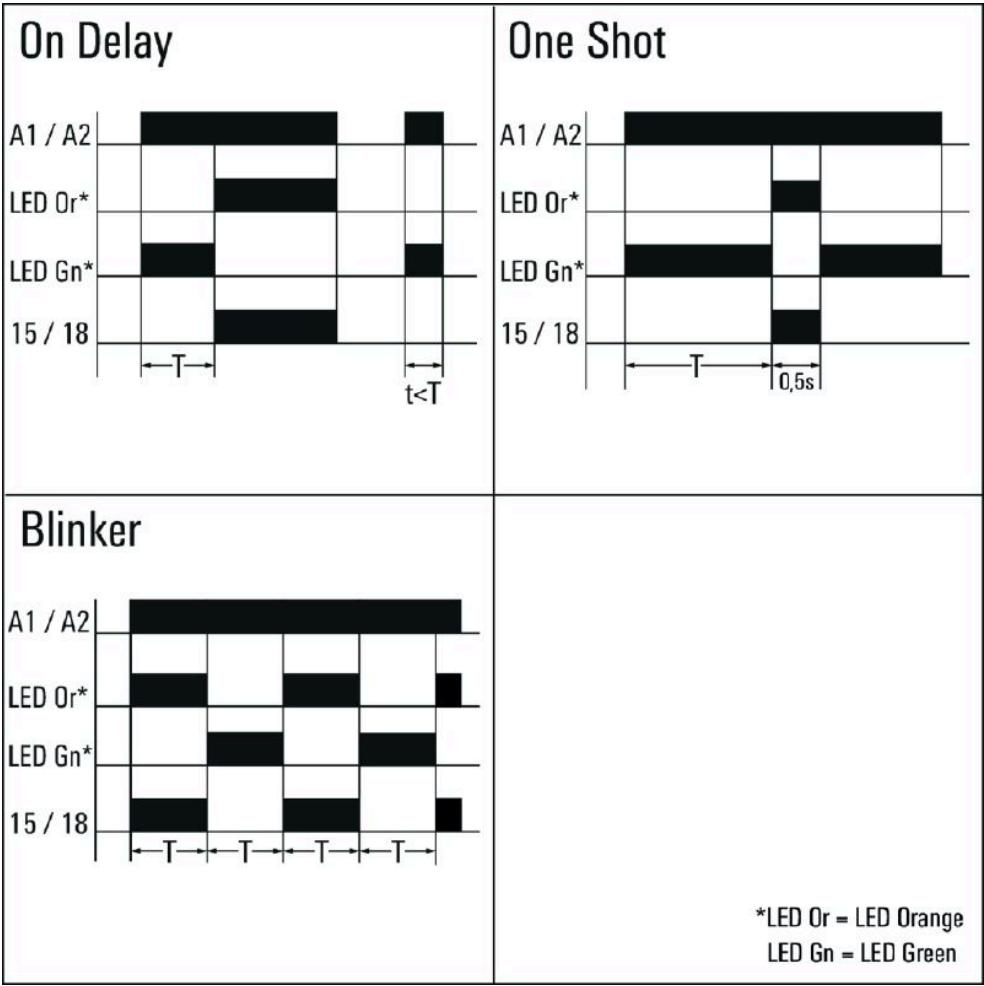 On Delay
A1 / A2
LED Or*
LED Gn*
15 / 18
T
t<T
One Shot
A1 / A2
LED Or*
LED Gn*
15 / 18
T
0,5s
Blinker
A1 / A2
LED Or*
LED Gn*
15 / 18
T T T T
*LED Or = LED Orange
LED Gn = LED Green